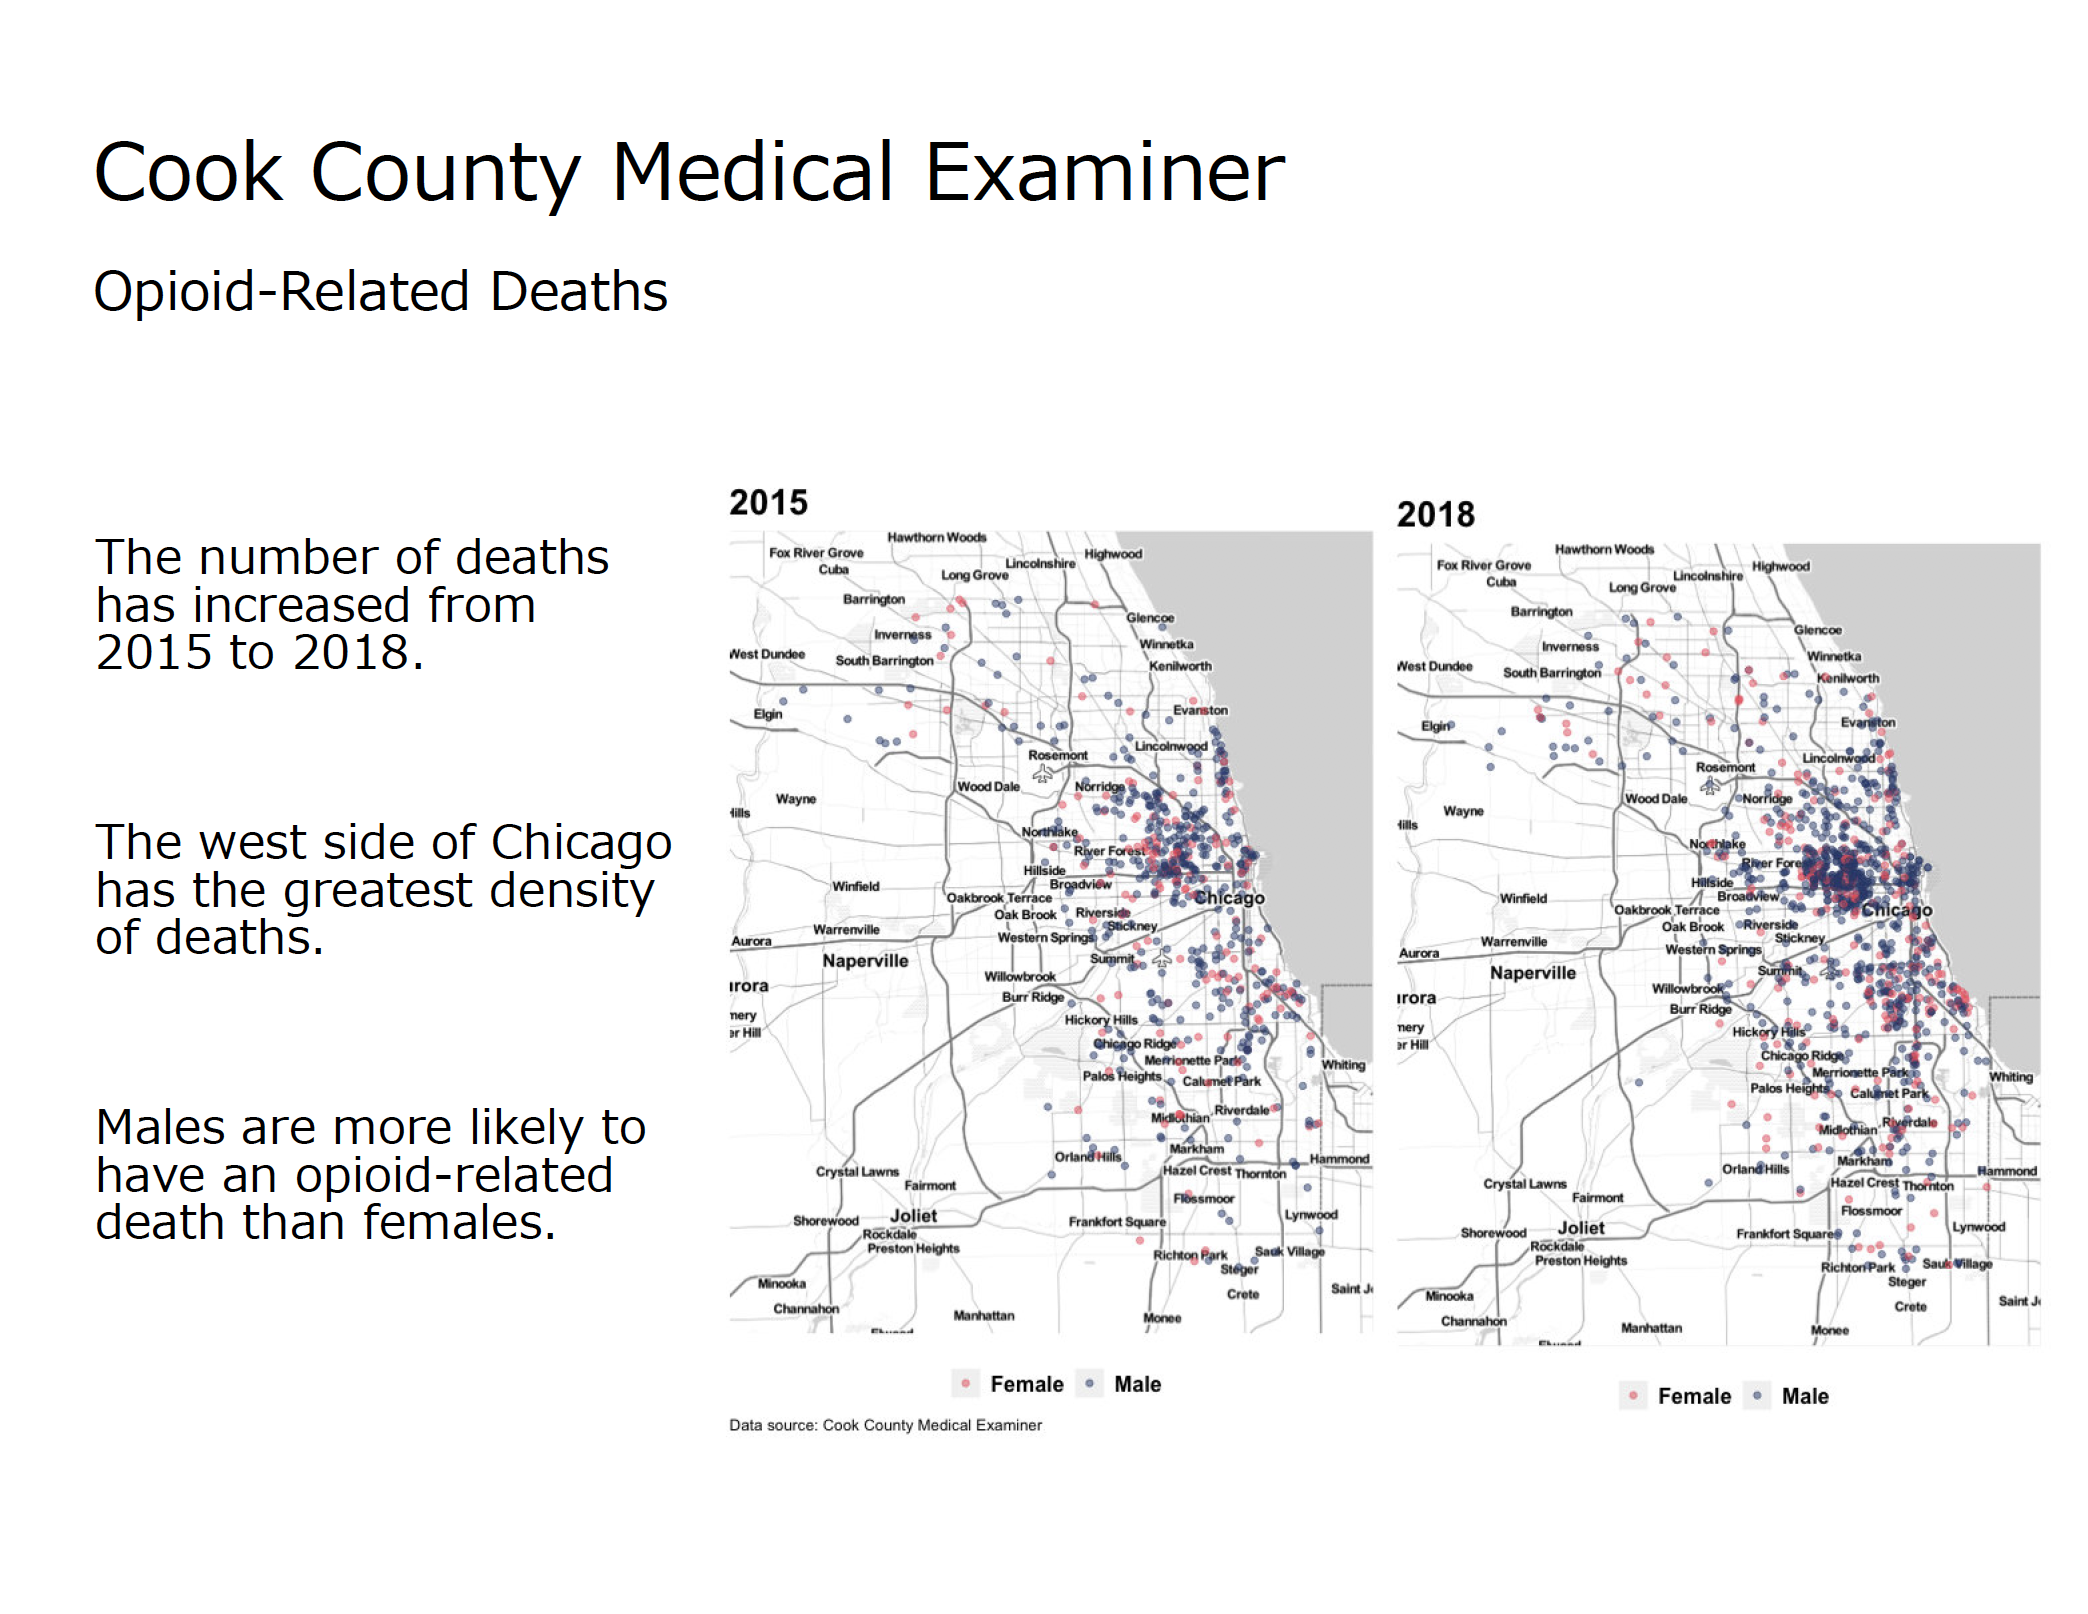 Cook County Medical Examiner
Opioid-Related Deaths
The number of deaths
has increased from
2015 to 2018.
The west side of Chicago
has the greatest density
of deaths.
Males are more likely to
have an opioid-related
death than females.
2015
Hawthorn Woods
Fox River Grove
Highwood
Lincolnshire
Cuba
Long Grove
Barrington
Glencoe
Inverness
Winnetka
West Dundee
South Barrington
Kenilworth
Elgin
Evanston
Lincolnwood
Rosemont
Wood Dale
Norridge
Wayne
Hills
Northlake
River Forest
Hillside
Winfield
Broadview
Oakbrook Terrace
Chicago
Oak Brook
Riverside
Warrenville
Stickney
Aurora
Western Springs
Naperville
Summit
Willowbrook
urora
Burr Ridge
mery
Hickory Hills
er Hill
Chicago Ridge
Merrionette Park
Whiting
Palos Heights
Calumet Park
Midlothian
Riverdale
Markham
Orland Hills
Hammond
Crystal Lawns
Hazel Crest
Thornton
Fairmont
Flossmoor
Shorewood
Joliet
Frankfort Square
Lynwood
Rockdale
Preston Heights
Richton Park
Sauk Village
Steger
Minooka
Crete
Saint J
Channahon
Manhattan
Monee
Female
Male
Data source: Cook County Medical Examiner
2018
Hawthorn Woods
Fox River Grove
Highwood
Lincolnshire
Cuba
Long Grove
Barrington
Glencoe
Inverness
Winnetka
West Dundee
South Barrington
Kenilworth
Elgin
Evanston
Lincolnwood
Rosemont
Wood Dale
Norridge
Wayne
Hills
Northlake
River Fore
Hillside
Winfield
Broadview
Oakbrook Terrace
Chicago
Oak Brook
Riverside
Warrenville
Stickney
Aurora
Western Springs
Naperville
Summit
Willowbrook
urora
Burr Ridge
mery
Hickory Hills
er Hill
Chicago Ridge
Merrionette Park
Whiting
Palos Heights
Calumet Park
Midlothian
Riverdale
Markham
Orland Hills
Hammond
Crystal Lawns
Hazel Crest
Thornton
Fairmont
Flossmoor
Shorewood
Joliet
Frankfort Square
Lynwood
Rockdale
Preston Heights
Richton Park
Sauk Village
Steger
Minooka
Crete
Saint J
Channahon
Manhattan
Monee
Female
Male